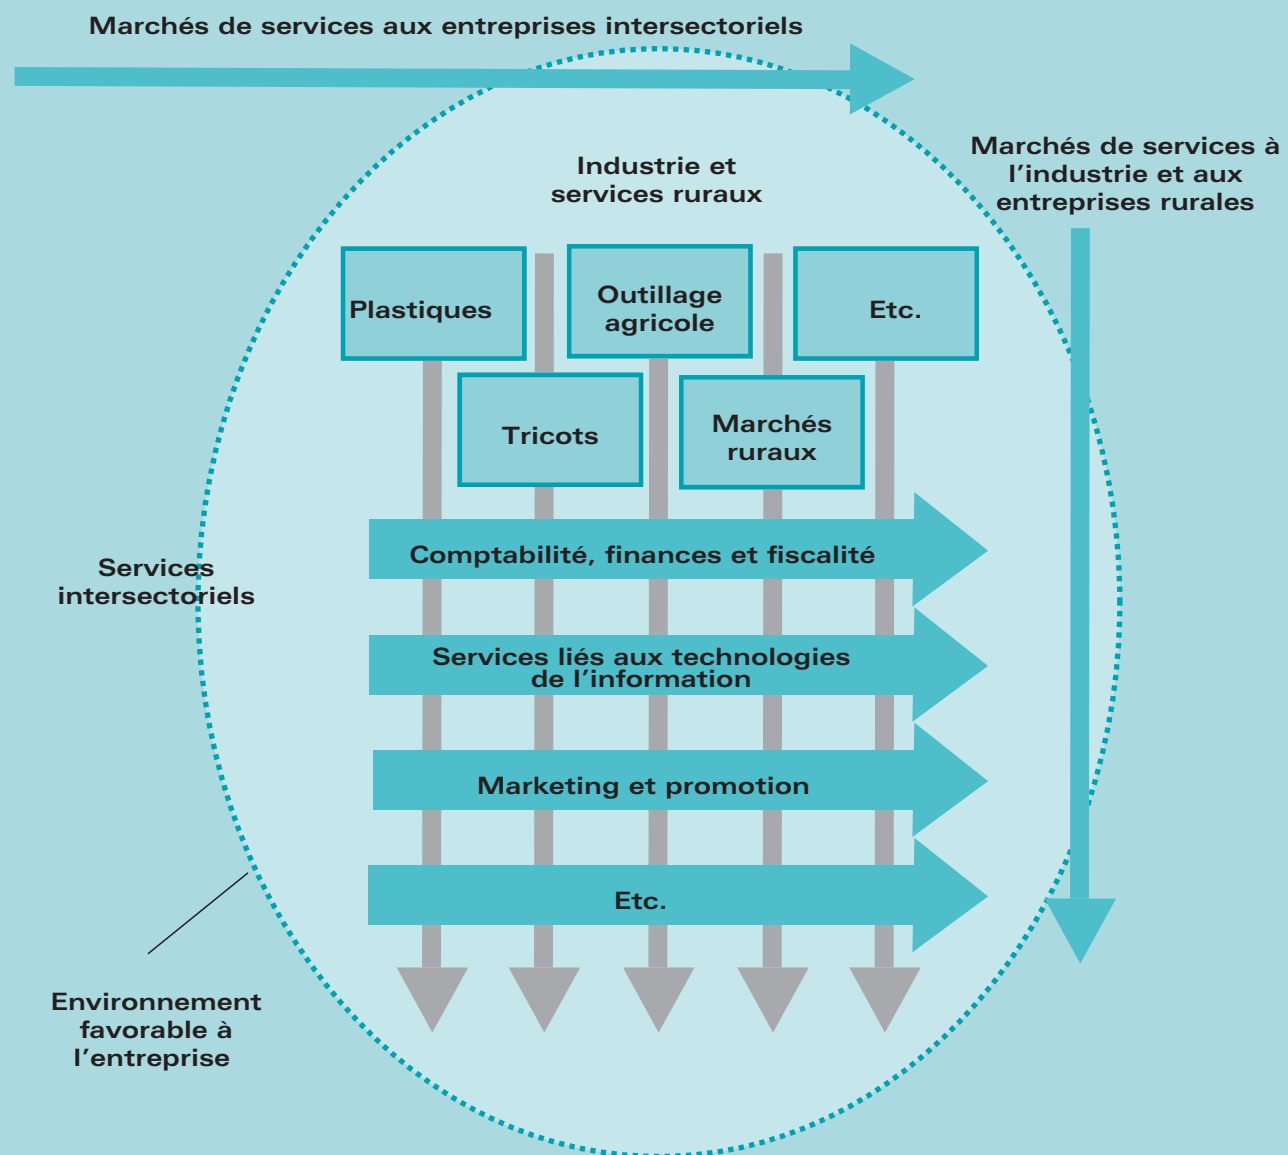 Marchés de services aux entreprises intersectoriels
Marchés de services à
l’industrie et aux
entreprises rurales
Industrie et
services ruraux
Plastiques
Outillage
agricole
Etc.
Tricots
Marchés
ruraux
Services
intersectoriels
Comptabilité, finances et fiscalité
Services liés aux technologies
de l’information
Marketing et promotion
Etc.
Environnement
favorable à
l’entreprise